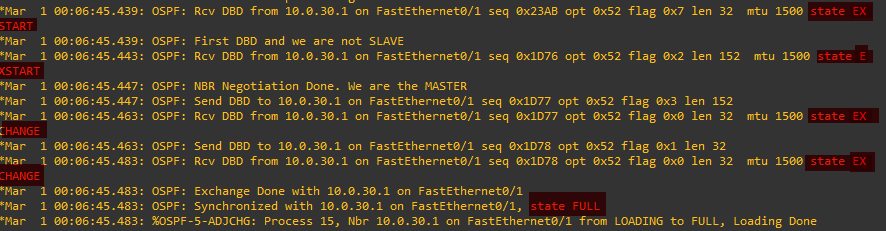 *Mar  1 00:06:45.439: OSPF: Rcv DBD from 10.0.30.1 on FastEthernet0/1 seq 0x23AB opt 0x52 flag 0x7 len 32  mtu 1500 state EX
START
*Mar  1 00:06:45.439: OSPF: First DBD and we are not SLAVE
*Mar  1 00:06:45.443: OSPF: Rcv DBD from 10.0.30.1 on FastEthernet0/1 seq 0x1D76 opt 0x52 flag 0x2 len 152  mtu 1500 state E
XSTART
*Mar  1 00:06:45.447: OSPF: NBR Negotiation Done. We are the MASTER
*Mar  1 00:06:45.447: OSPF: Send DBD to 10.0.30.1 on FastEthernet0/1 seq 0x1D77 opt 0x52 flag 0x3 len 152
*Mar  1 00:06:45.463: OSPF: Rcv DBD from 10.0.30.1 on FastEthernet0/1 seq 0x1D77 opt 0x52 flag 0x0 len 32  mtu 1500 state EX
CHANGE
*Mar  1 00:06:45.463: OSPF: Send DBD to 10.0.30.1 on FastEthernet0/1 seq 0x1D78 opt 0x52 flag 0x1 len 32
*Mar  1 00:06:45.483: OSPF: Rcv DBD from 10.0.30.1 on FastEthernet0/1 seq 0x1D78 opt 0x52 flag 0x0 len 32  mtu 1500 state EX
CHANGE
*Mar  1 00:06:45.483: OSPF: Exchange Done with 10.0.30.1 on FastEthernet0/1
*Mar  1 00:06:45.483: OSPF: Synchronized with 10.0.30.1 on FastEthernet0/1, state FULL
*Mar  1 00:06:45.483: %OSPF-5-ADJCHG: Process 15, Nbr 10.0.30.1 on FastEthernet0/1 from LOADING to FULL, Loading Done